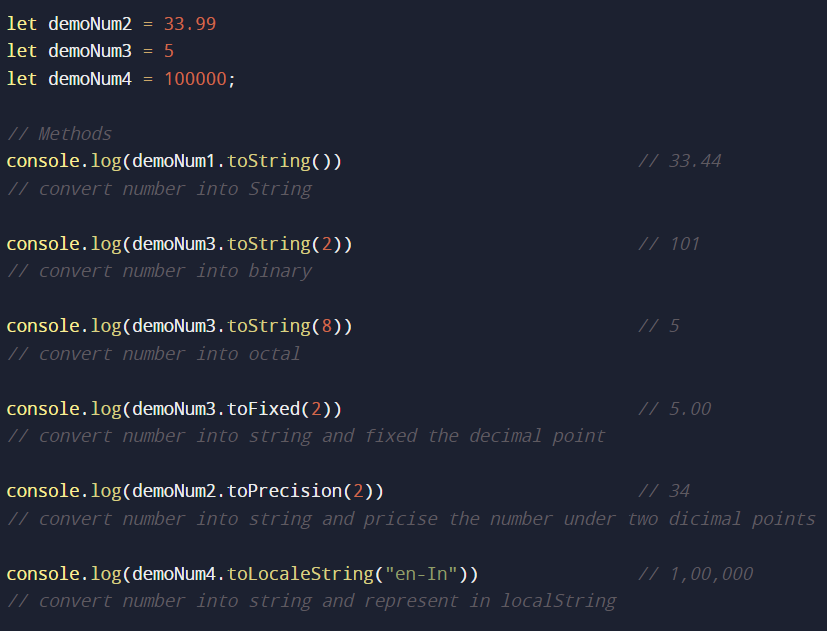 let demoNum2 = 33.99
let demoNum3 = 5
let demoNum4 = 100000;
// Methods
console.log(demoNum1.toString()) // 33.44
// convert number into String
console.log(demoNum3.toString(2)) // 101
// convert number into binary
console.log(demoNum3.toString(8)) // 5
// convert number into octal
console.log(demoNum3.toFixed(2)) // 5.00
// convert number into string and fixed the decimal point
console.log(demoNum2.toPrecision(2)) // 34
// convert number into string and pricise the number under two dicimal points
console.log(demoNum4.toLocaleString("en-In")) // 1,00,000
// convert number into string and represent in localString